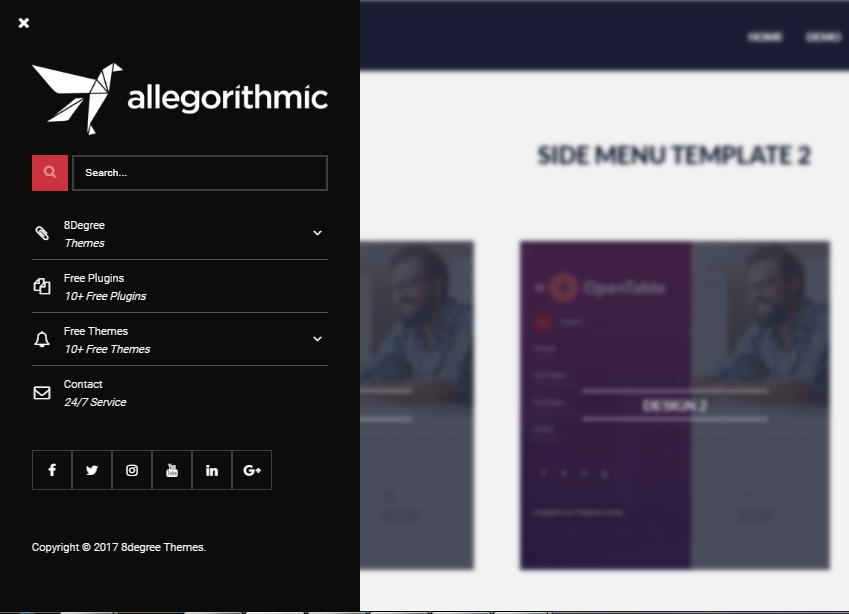 allegorithmic
Search...
8Degree
Themes
Free Plugins
10+ Free Plugins
Free Themes
10+ Free Themes
Contact
24/7 Service
Copyright © 2017 8degree Themes.
HOME DEMO
SIDE MENU TEMPLATE 2
OpenTable
DESIGN 2